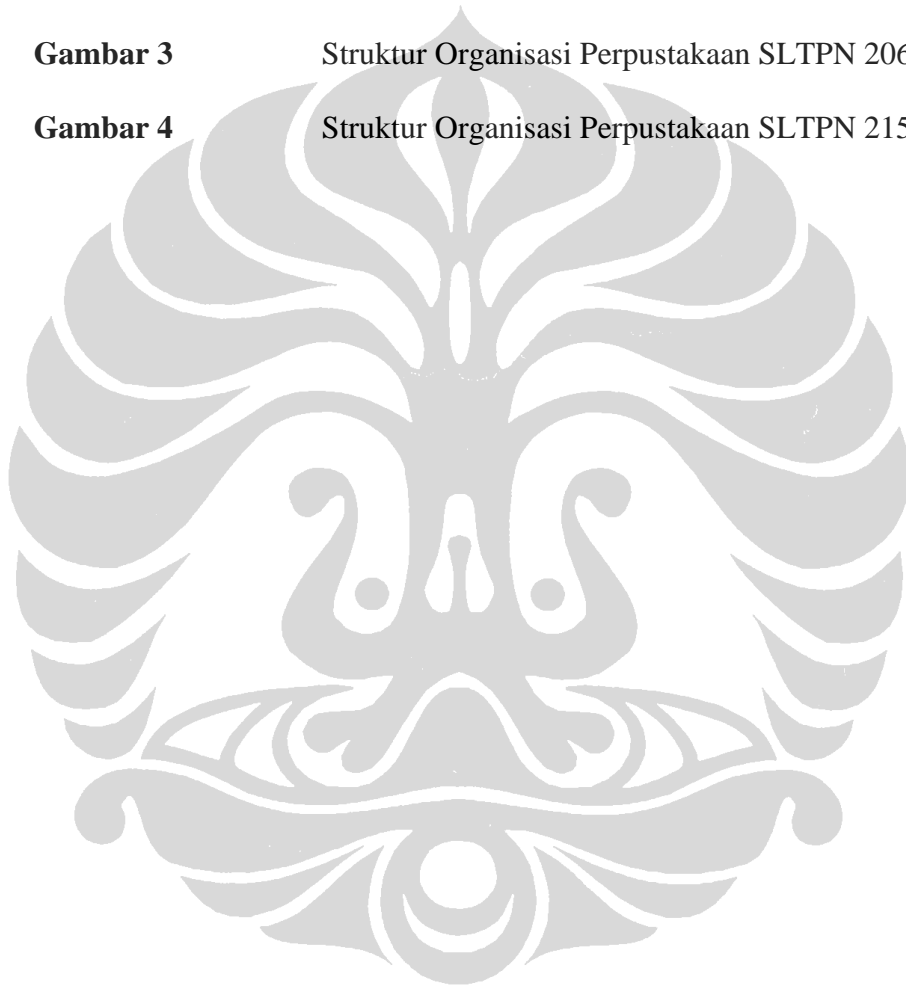 Gambar 3 Struktur Organisasi Perpustakaan SLTPN 206
Gambar 4 Struktur Organisasi Perpustakaan SLTPN 215